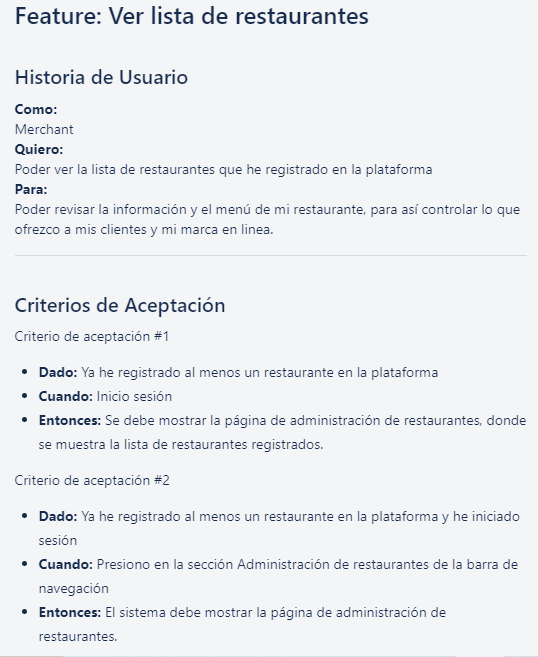 Feature: Ver lista de restaurantes
Historia de Usuario
Como:
Merchant
Quiero:
Poder ver la lista de restaurantes que he registrado en la plataforma
Para:
Poder revisar la información y el menú de mi restaurante, para así controlar lo que
ofrezco a mis clientes y mi marca en linea.
Criterios de Aceptación
Criterio de aceptación #1
• Dado: Ya he registrado al menos un restaurante en la plataforma
• Cuando: Inicio sesión
• Entonces: Se debe mostrar la página de administración de restaurantes, donde
se muestra la lista de restaurantes registrados.
Criterio de aceptación #2
• Dado: Ya he registrado al menos un restaurante en la plataforma y he iniciado
sesión
• Cuando: Presiono en la sección Administración de restaurantes de la barra de
navegación
• Entonces: El sistema debe mostrar la página de administración de
restaurantes.